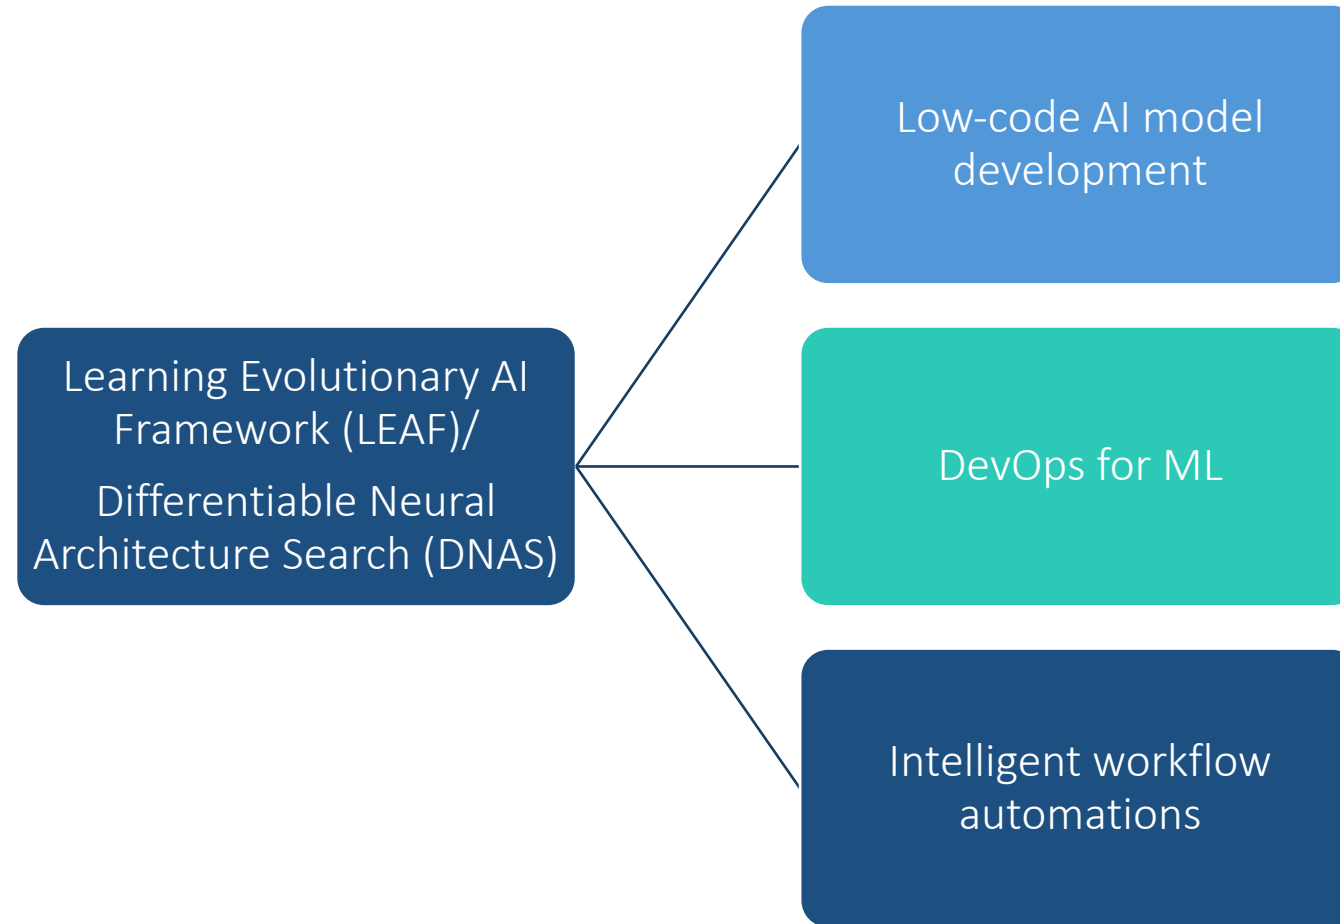 Low-code AI model
development
Learning Evolutionary AI
Framework (LEAF)/
Differentiable Neural
Architecture Search (DNAS)
DevOps for ML
Intelligent workflow
automations